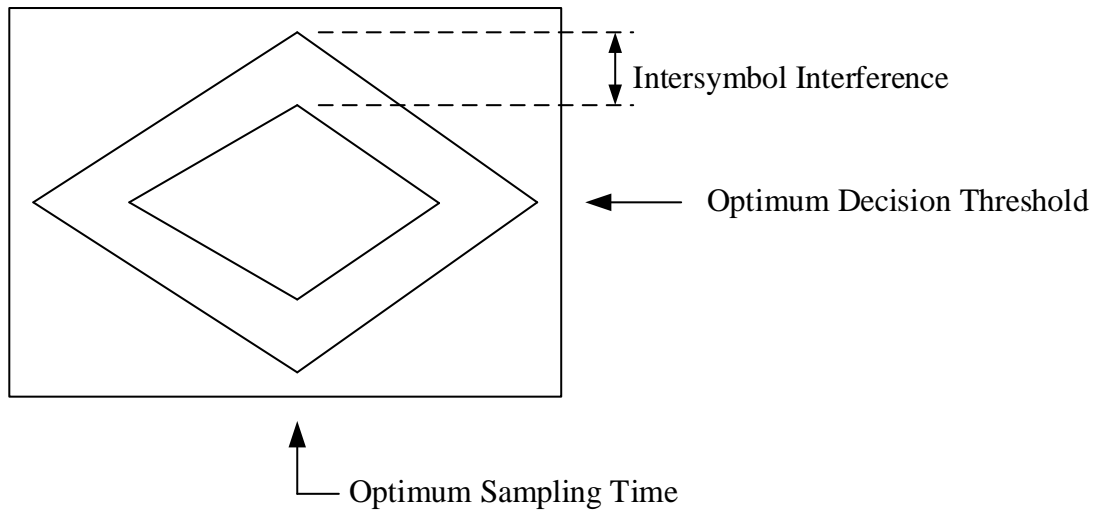 Intersymbol Interference
Optimum Decision Threshold
Optimum Sampling Time